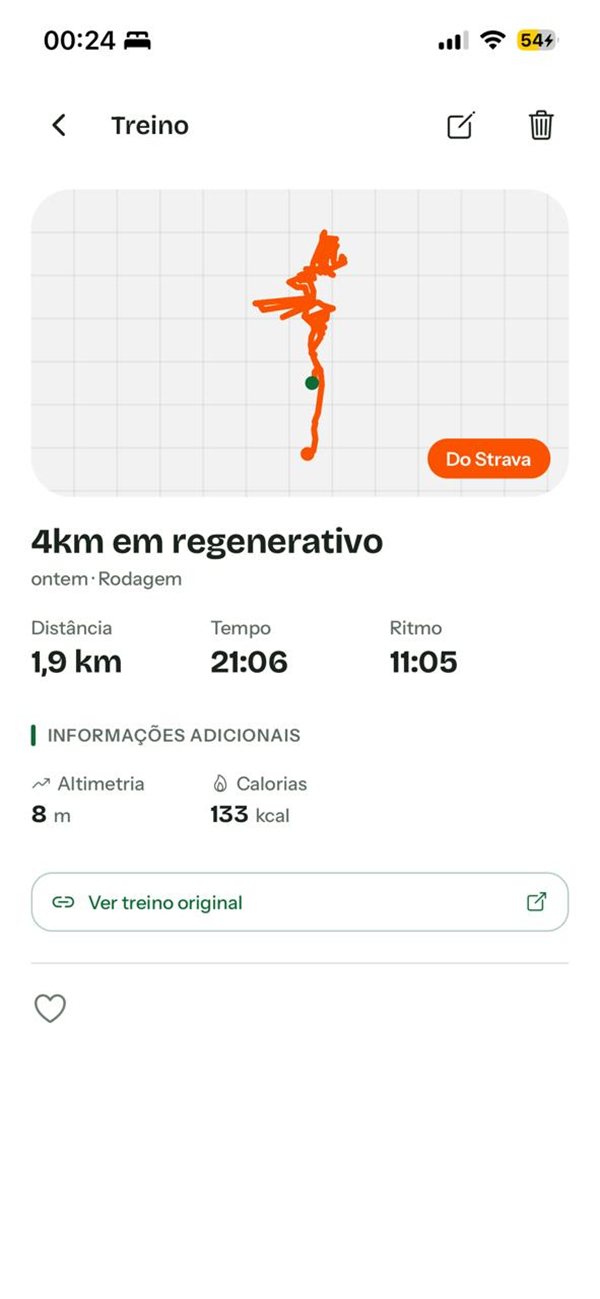 00:24
54
Treino
Do Strava
4km em regenerativo
ontem · Rodagem
Distância Tempo Ritmo
1,9 km 21:06 11:05
INFORMAÇÕES ADICIONAIS
Altimetria Calorias
8 m 133 kcal
Ver treino original